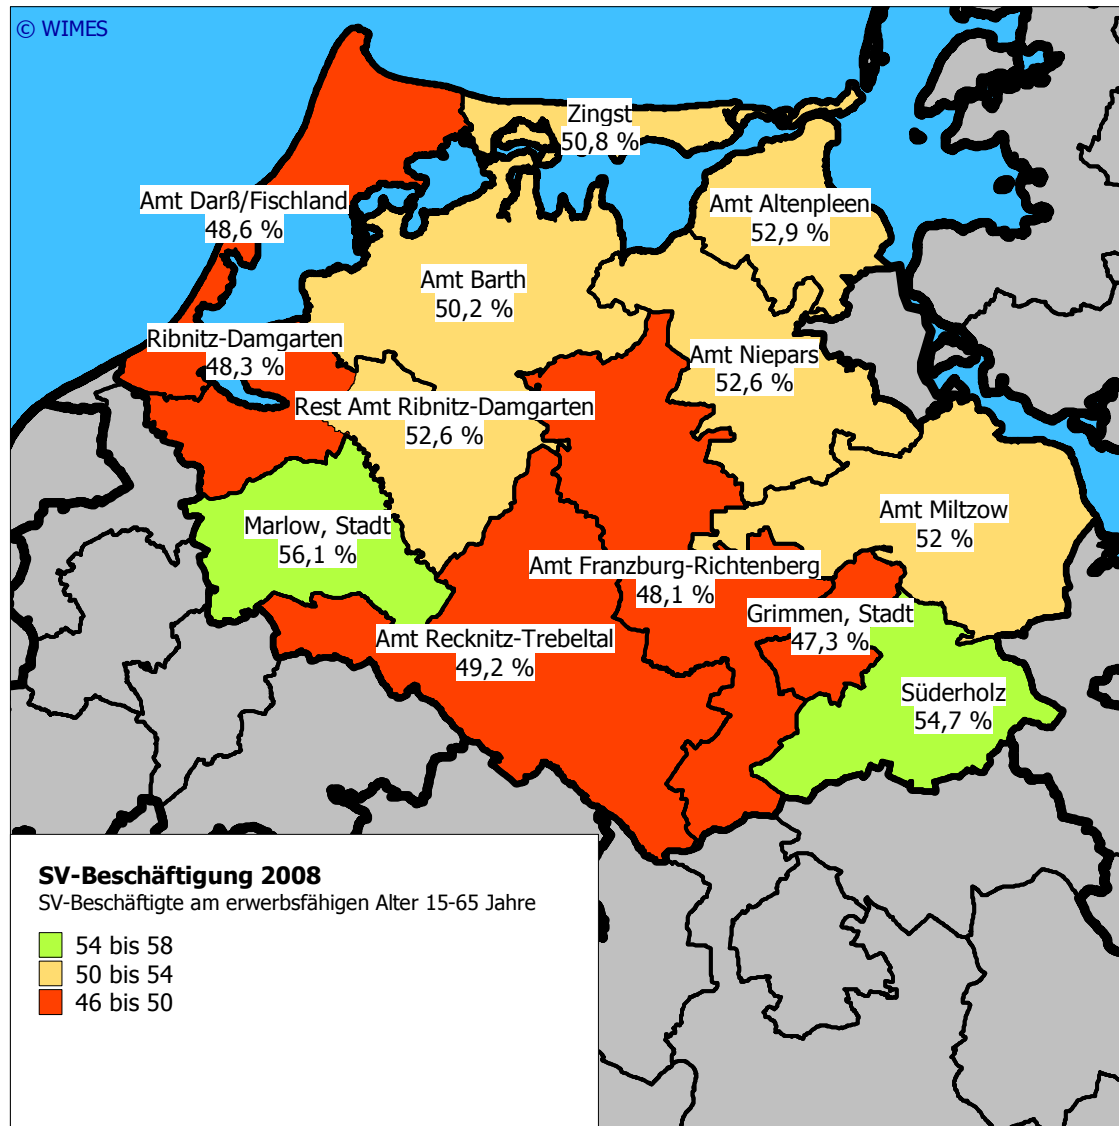 © WIMES
Zingst
50,8 %
Amt Darß/Fischland
48,6 %
Amt Altenpleen
52,9 %
Amt Barth
50,2 %
Ribnitz-Damgarten
48,3 %
Amt Niepars
52,6 %
Rest Amt Ribnitz-Damgarten
52,6 %
Marlow, Stadt
56,1 %
Amt Miltzow
52 %
Amt Franzburg-Richtenberg
48,1 %
Grimmen, Stadt
47,3 %
Amt Recknitz-Trebeltal
49,2 %
Süderholz
54,7 %
SV-Beschäftigung 2008
SV-Beschäftigte am erwerbsfähigen Alter 15-65 Jahre
54 bis 58
50 bis 54
46 bis 50